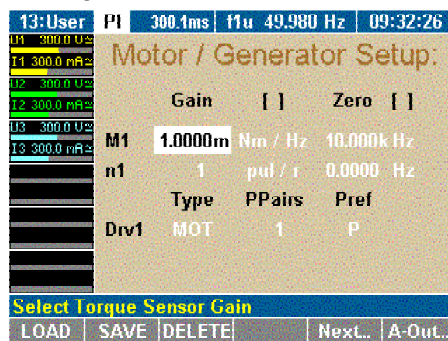 13:User PI 300.1ms f1u 49.980 Hz 09:32:26
U1 300.0 U≃
I1 300.0 mA≃
U2 300.0 U≃
I2 300.0 mA≃
U3 300.0 U≃
I3 300.0 mA≃
Motor / Generator Setup:
Gain [ ] Zero [ ]
M1 1.0000m Nm / Hz 10.000k Hz
n1 1 pul / r 0.0000 Hz
Type PPairs Pref
Drv1 MOT 1 P
Select Torque Sensor Gain
LOAD SAVE DELETE Next... A-Out..